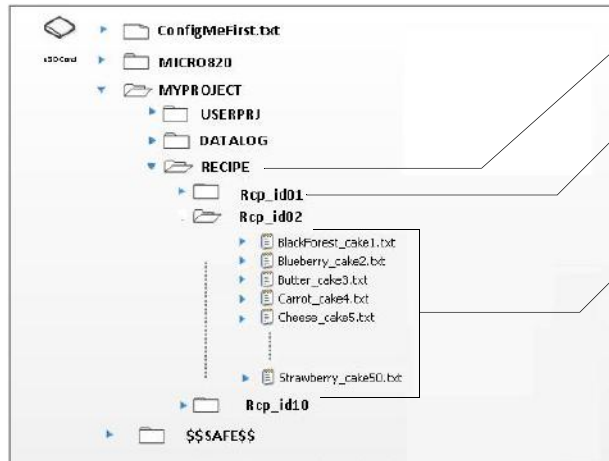 ConfigMeFirst.txt
µSD Card
MICRO820
MYPROJECT
USERPRJ
DATALOG
RECIPE
Rcp_id01
Rcp_id02
BlackForest_cake1.txt
Blueberry_cake2.txt
Butter_cake3.txt
Carrot_cake4.txt
Cheese_cake5.txt
Strawberry_cake50.txt
Rcp_id10
$$SAFE$$